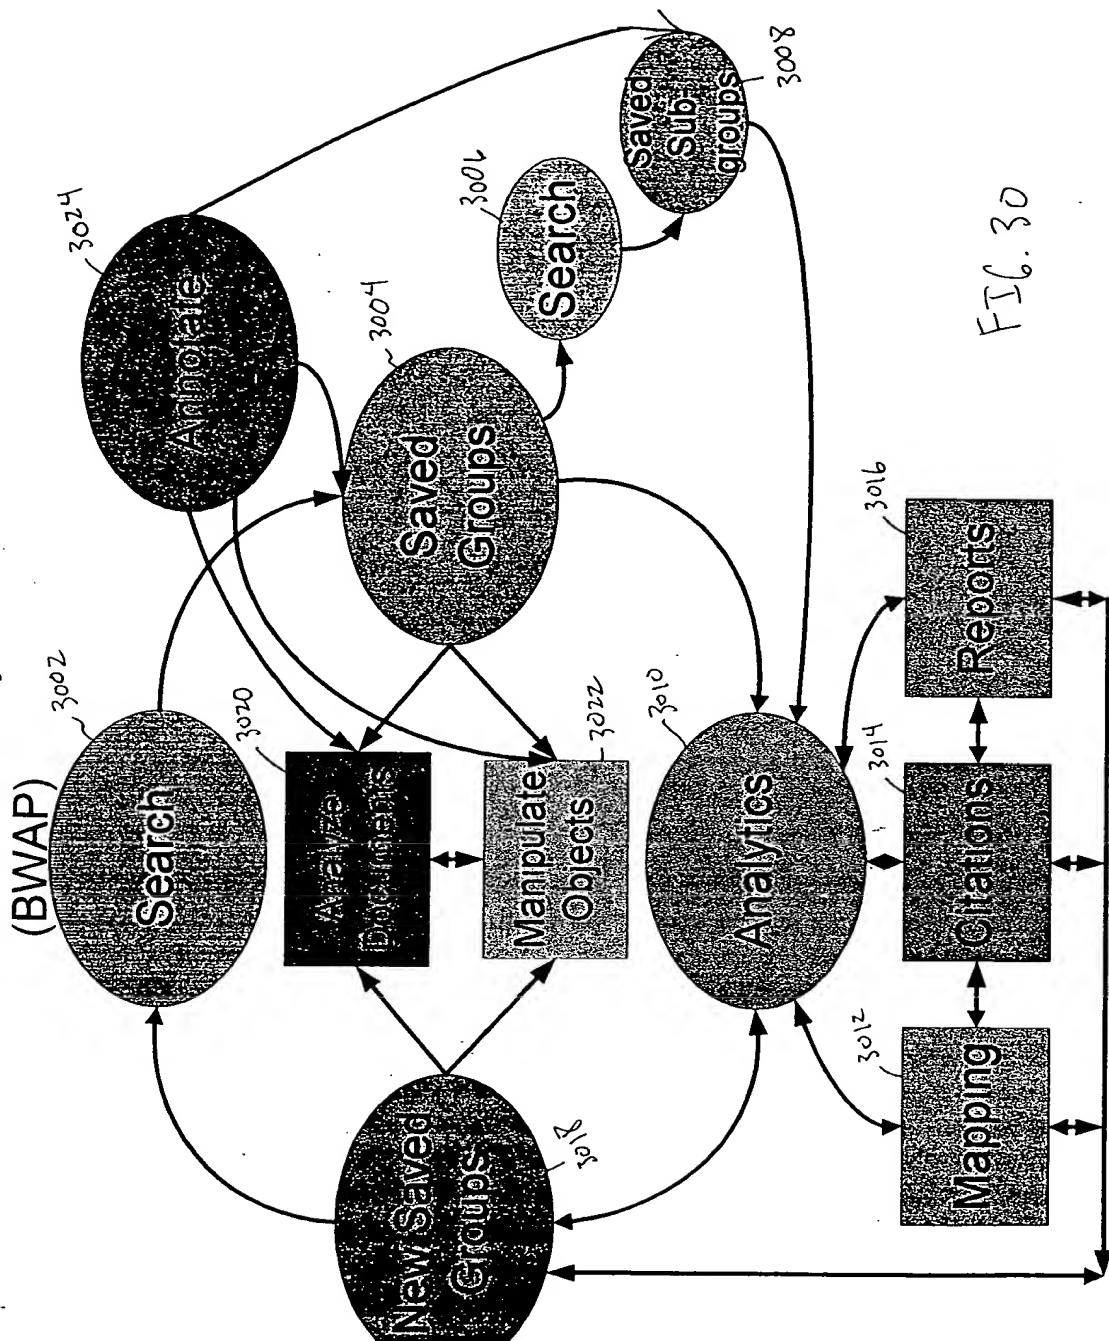 (BWAP)
Search
3002
Annotate
3024
Analyze
Documents
3020
Manipulate
Objects
3022
Saved
Groups
3004
Search
3006
Saved
Sub-
groups
3008
New Saved
Groups
3018
Analytics
3010
Mapping
3012
Citations
3014
Reports
3016
FIG. 30